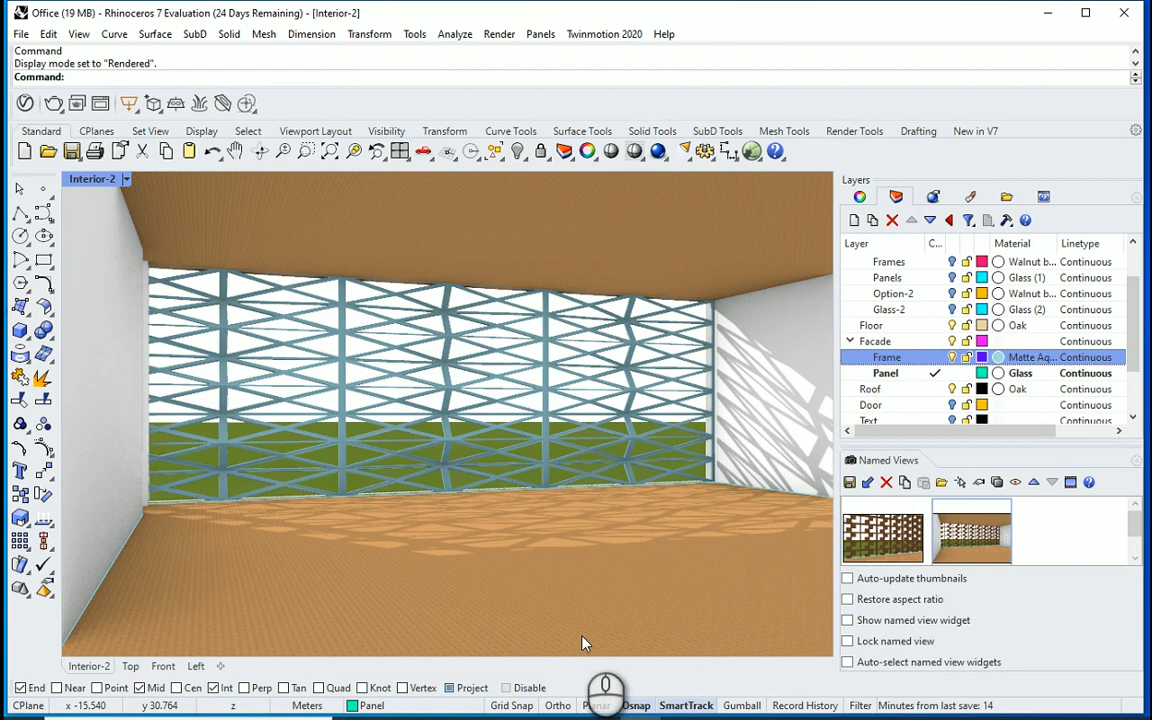 Office (19 MB) - Rhinoceros 7 Evaluation (24 Days Remaining) - [Interior-2]
File Edit View Curve Surface SubD Solid Mesh Dimension Transform Tools Analyze Render Panels Twinmotion 2020 Help
Command
Display mode set to "Rendered".
Command:
Standard CPlanes Set View Display Select Viewport Layout Visibility Transform Curve Tools Surface Tools Solid Tools SubD Tools Mesh Tools Render Tools Drafting New in V7
Interior-2
Layers
Layer C... Material Linetype
Frames Walnut b... Continuous
Panels Glass (1) Continuous
Option-2 Walnut b... Continuous
Glass-2 Glass (2) Continuous
Floor Oak Continuous
Facade Continuous
Frame Matte Aq... Continuous
Panel Glass Continuous
Roof Oak Continuous
Door Continuous
Text Continuous
Named Views
Auto-update thumbnails
Restore aspect ratio
Show named view widget
Lock named view
Auto-select named view widgets
Interior-2 Top Front Left
End Near Point Mid Cen Int Perp Tan Quad Knot Vertex Project Disable
CPlane x -15.540 y 30.764 z Meters Panel Grid Snap Ortho Planar Osnap SmartTrack Gumball Record History Filter Minutes from last save: 14